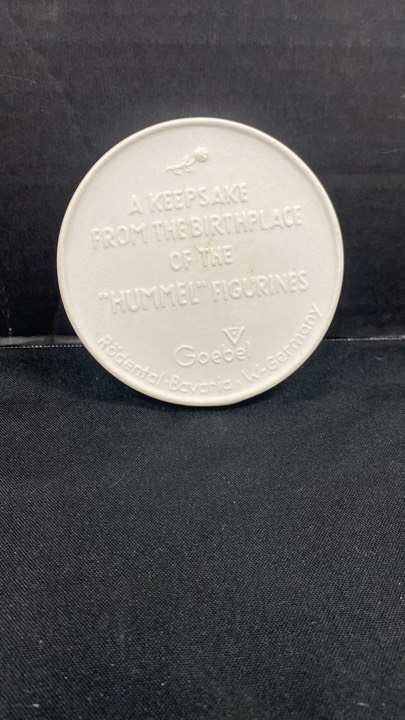 A KEEPSAKE
FROM THE BIRTHPLACE
OF THE
"HUMMEL" FIGURINES
Goebel
Rödental·Bavaria·W-Germany